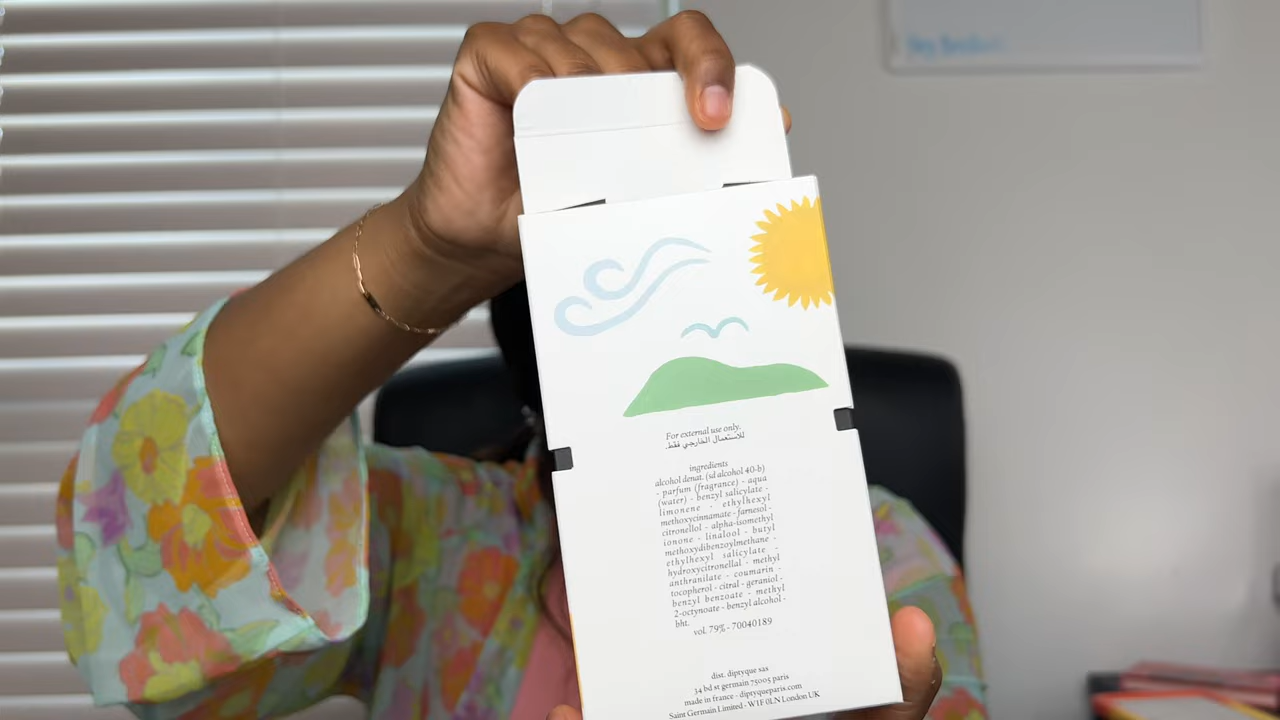 For external use only.
للاستعمال الخارجي فقط.
ingredients
alcohol denat. (sd alcohol 40-b)
- parfum (fragrance) - aqua
(water) - benzyl salicylate -
limonene - ethylhexyl
methoxycinnamate - farnesol -
citronellol - alpha-isomethyl
ionone - linalool - butyl
methoxydibenzoylmethane -
ethylhexyl salicylate -
hydroxycitronellal - methyl
anthranilate - coumarin -
tocopherol - citral - geraniol -
benzyl benzoate - methyl
2-octynoate - benzyl alcohol -
bht.
vol. 79% - 70040189
dist. diptyque sas
34 bd st germain 75005 paris
made in france - diptyqueparis.com
Saint Germain Limited - W1F 0LN London UK